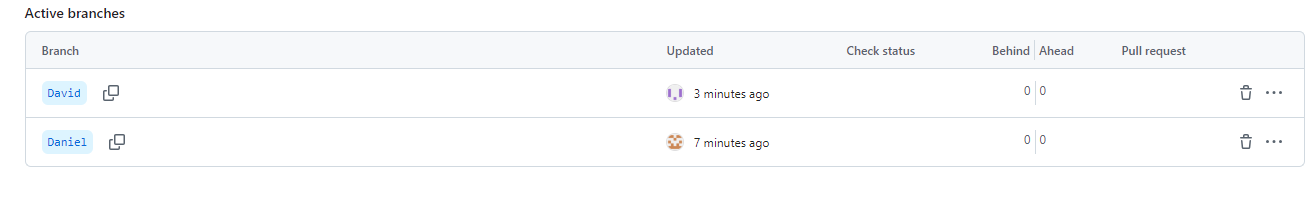 Active branches
Branch Updated Check status Behind Ahead Pull request
David 3 minutes ago 0 0
Daniel 7 minutes ago 0 0